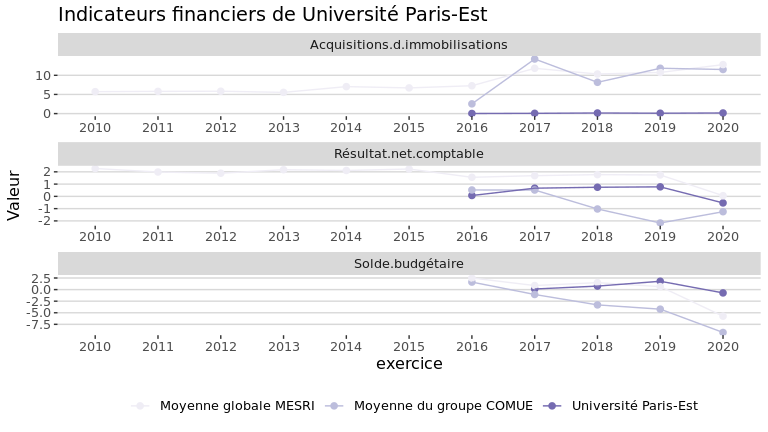 Indicateurs financiers de Université Paris-Est
Acquisitions.d.immobilisations
10
5
0
2010 2011 2012 2013 2014 2015 2016 2017 2018 2019 2020
Résultat.net.comptable
2
1
0
-1
-2
2010 2011 2012 2013 2014 2015 2016 2017 2018 2019 2020
Solde.budgétaire
2.5
0.0
-2.5
-5.0
-7.5
2010 2011 2012 2013 2014 2015 2016 2017 2018 2019 2020
Valeur
exercice
Moyenne globale MESRI Moyenne du groupe COMUE Université Paris-Est